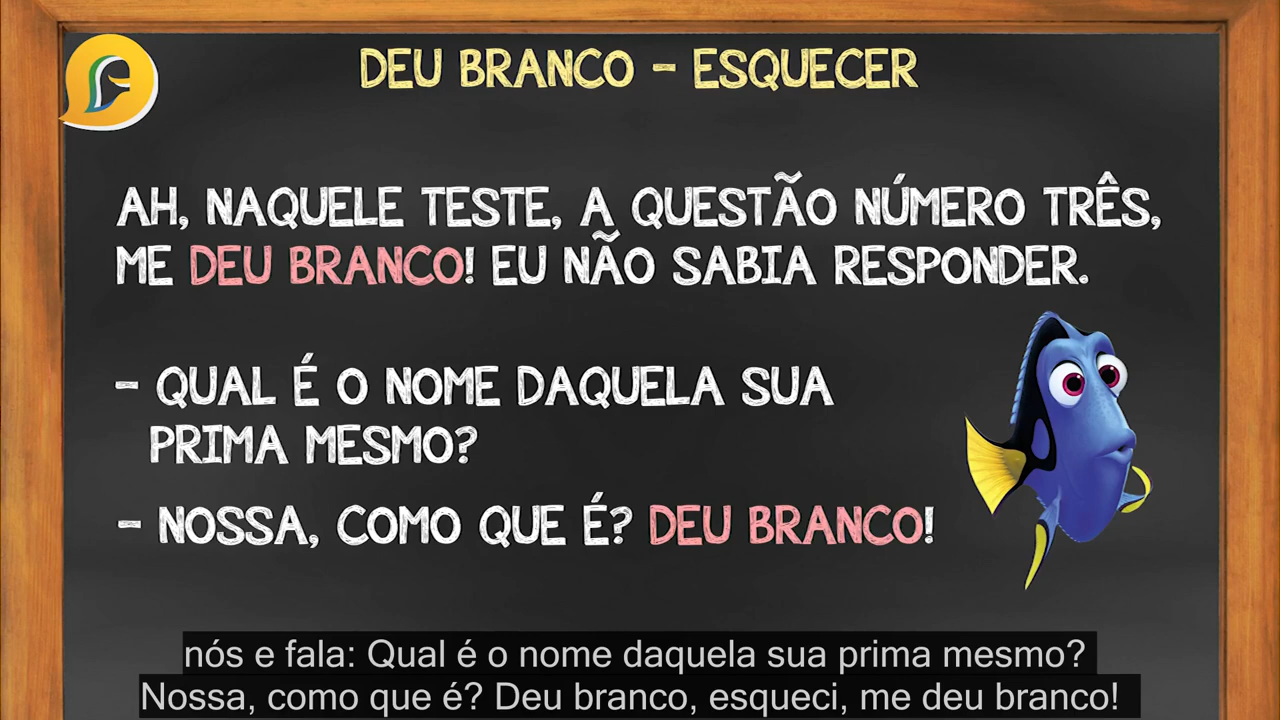 DEU BRANCO - ESQUECER
AH, NAQUELE TESTE, A QUESTÃO NÚMERO TRÊS,
ME DEU BRANCO! EU NÃO SABIA RESPONDER.
- QUAL É O NOME DAQUELA SUA
PRIMA MESMO?
- NOSSA, COMO QUE É? DEU BRANCO!
nós e fala: Qual é o nome daquela sua prima mesmo?
Nossa, como que é? Deu branco, esqueci, me deu branco!